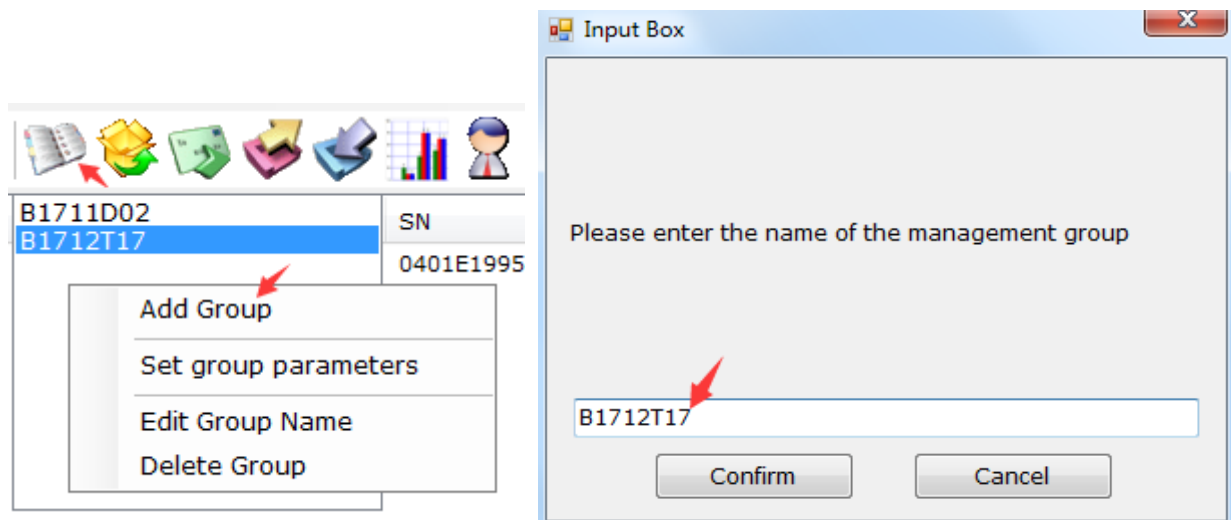 B1711D02
B1712T17
SN
0401E1995
Add Group
Set group parameters
Edit Group Name
Delete Group
Input Box
Please enter the name of the management group
B1712T17
Confirm
Cancel